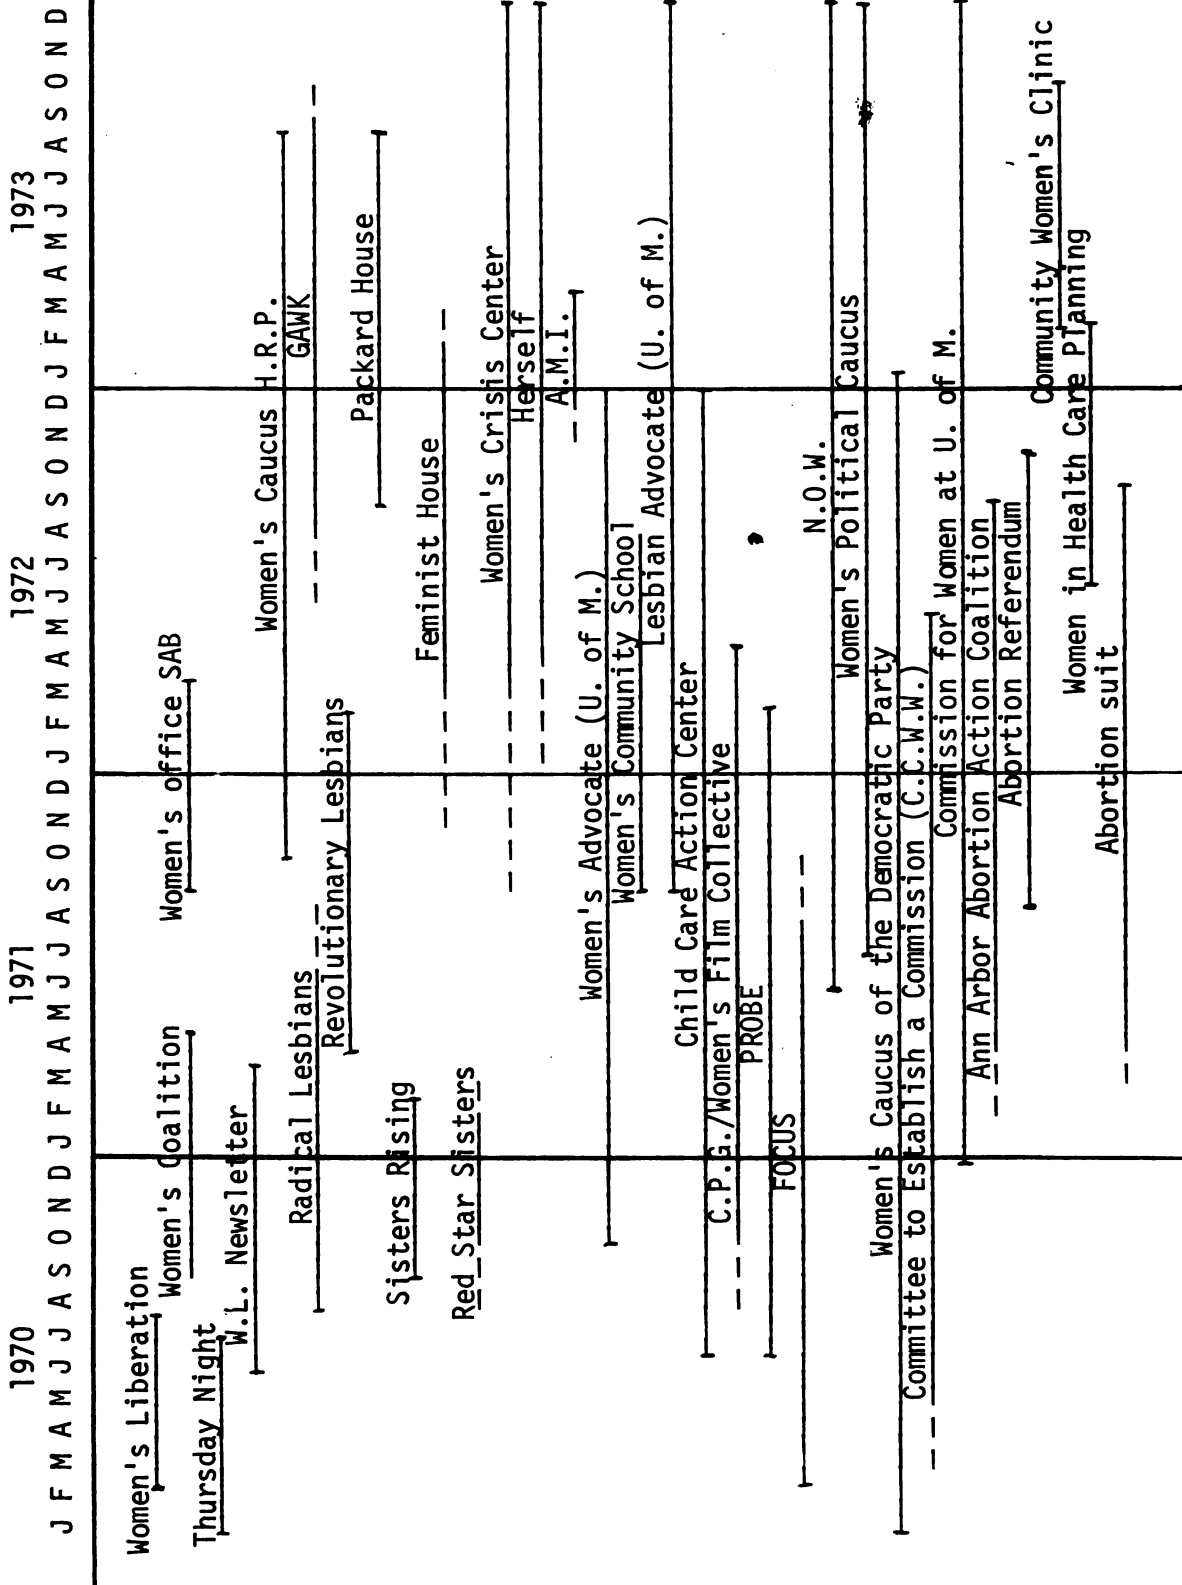 1970 1971 1972 1973
J F M A M J J A S O N D J F M A M J J A S O N D J F M A M J J A S O N D J F M A M J J A S O N D
Women's Liberation
Women's Coalition
Women's office SAB
Thursday Night
W.L. Newsletter
Women's Caucus H.R.P.
Radical Lesbians
GAWK
Revolutionary Lesbians
Packard House
Sisters Rising
Feminist House
Red Star Sisters
Women's Crisis Center
Herself
A.M.I.
Women's Advocate (U. of M.)
Women's Community School
Lesbian Advocate (U. of M.)
Child Care Action Center
C.P.G./Women's Film Collective
PROBE
FOCUS
N.O.W.
Women's Political Caucus
Women's Caucus of the Democratic Party
Committee to Establish a Commission (C.C.W.W.)
Commission for Women at U. of M.
Ann Arbor Abortion Action Coalition
Abortion Referendum
Community Women's Clinic
Women in Health Care Planning
Abortion suit